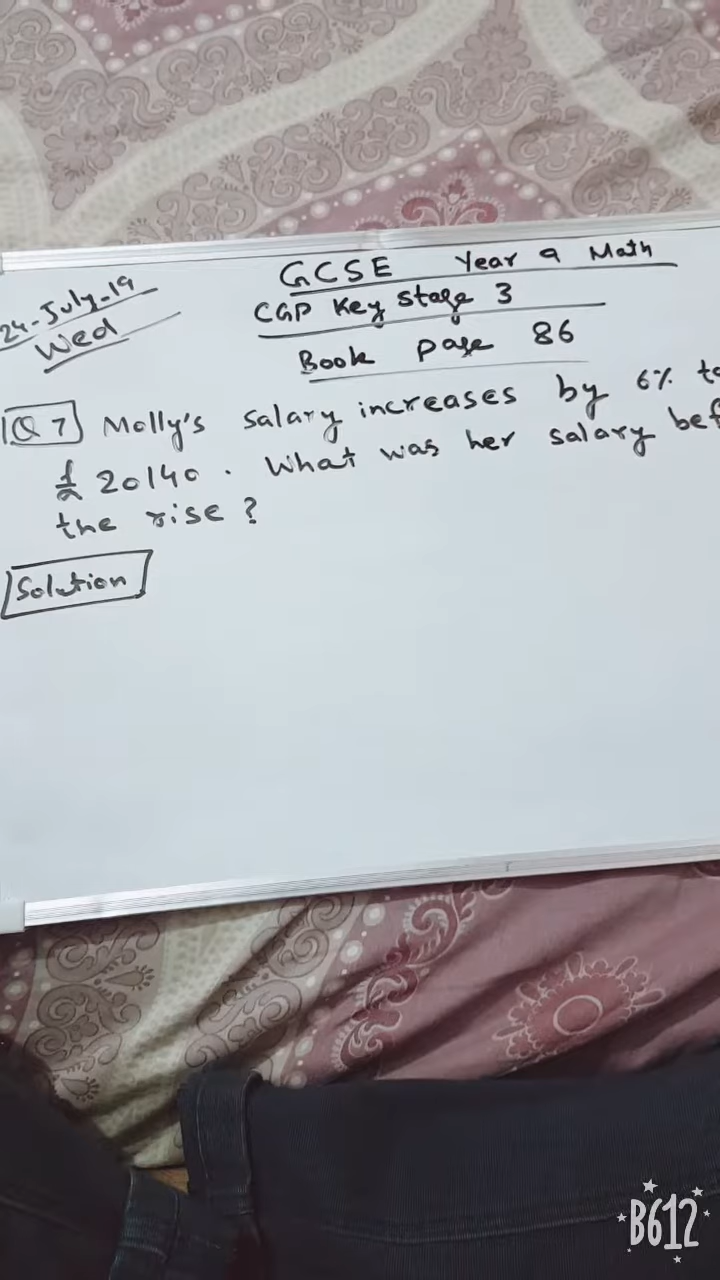 24-July-19
Wed
GCSE Year 9 Math
CGP Key Stage 3
Book page 86
Q 7 Molly's salary increases by 6% to
£ 20140. What was her salary bef
the rise?
Solution
B612